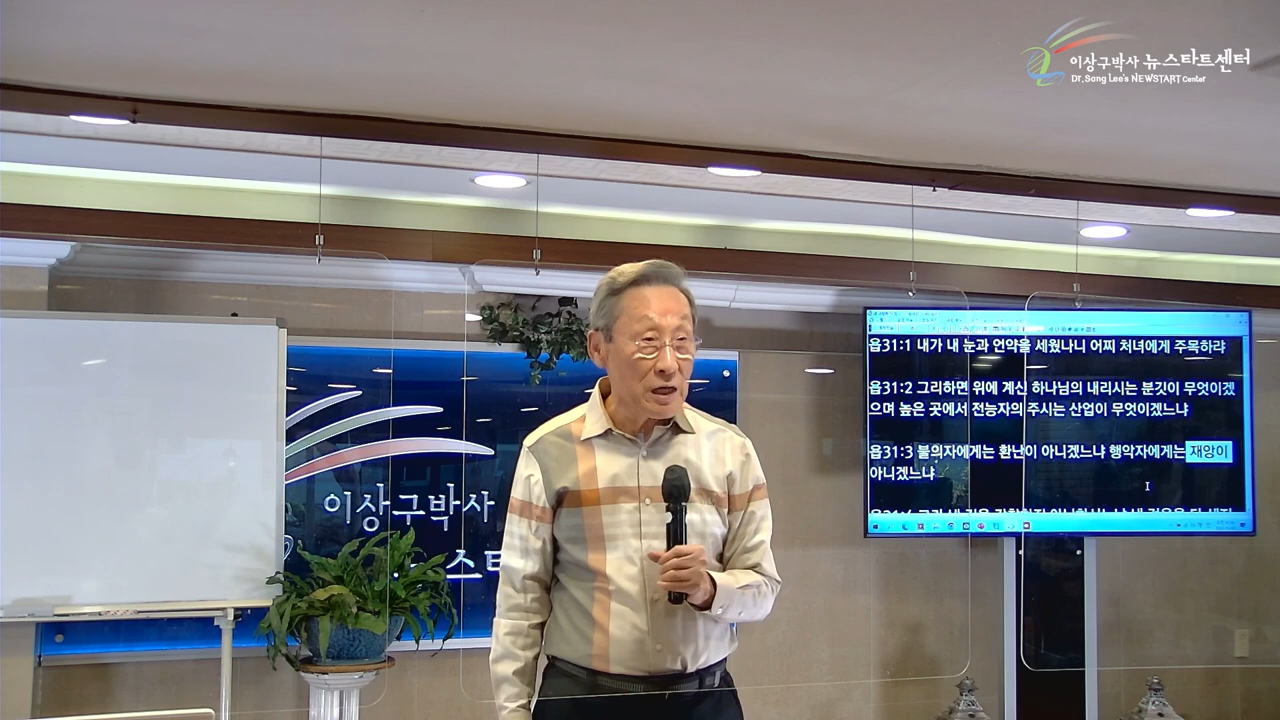 이상구박사 뉴스타트센터
Dr. Sang Lee's NEWSTART Center
욥31:1 내가 내 눈과 언약을 세웠나니 어찌 처녀에게 주목하랴
욥31:2 그리하면 위에 계신 하나님의 내리시는 분깃이 무엇이겠
으며 높은 곳에서 전능자의 주시는 산업이 무엇이겠느냐
욥31:3 불의자에게는 환난이 아니겠느냐 행악자에게는 재앙이
아니겠느냐
이상구박사
스타